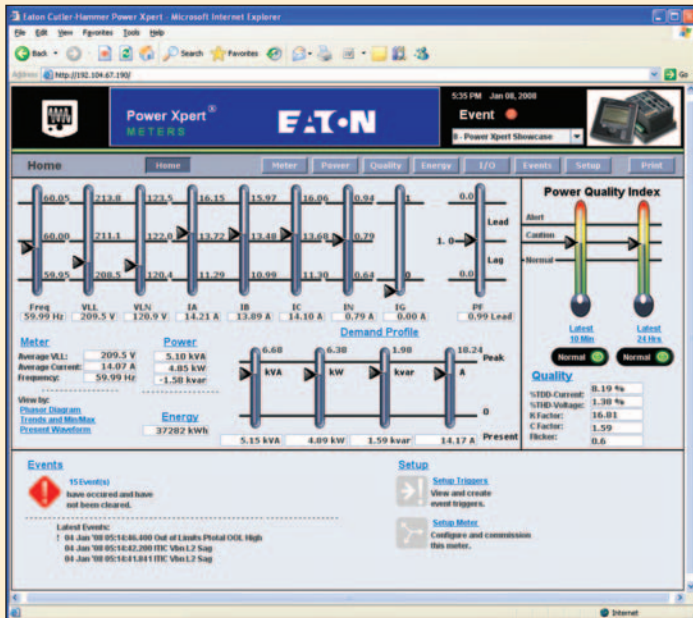 Eaton Cutler-Hammer Power Xpert - Microsoft Internet Explorer
File Edit View Favorites Tools Help
Back Search Favorites
Address http://192.104.67.190/ Go
5:35 PM Jan 08, 2008
Power Xpert®
METERS
EATON
Event
0 - Power Xpert Showcase
Home Home Meter Power Quality Energy I/O Events Setup Print
60.05 213.8 123.5 16.15 15.97 16.06 0.94 1 0.0
Lead
60.00 211.1 122.0 13.72 13.48 13.68 0.79 1.0
Lag
59.95 208.5 120.4 11.29 10.99 11.30 0.64 0 0.0
Freq VLL VLN IA IB IC IN IG PF
59.99 Hz 209.5 V 120.9 V 14.21 A 13.89 A 14.10 A 0.79 A 0.00 A 0.99 Lead
Power Quality Index
Alert
Caution
Normal
Latest
10 Min
Latest
24 Hrs
Normal Normal
Meter
Average VLL: 209.5 V
Average Current: 14.07 A
Frequency: 59.99 Hz
View by:
Phasor Diagram
Trends and Min/Max
Present Waveform
Power
5.10 kVA
4.85 kW
-1.58 kvar
Energy
37282 kWh
Demand Profile
6.68 6.38 1.98 18.24 Peak
kVA kW kvar A
0
5.15 kVA 4.89 kW 1.59 kvar 14.17 A Present
Quality
%TDD-Current: 8.19 %
%THD-Voltage: 1.38 %
K Factor: 16.81
C Factor: 1.59
Flicker: 0.6
Events
15 Event(s)
have occured and have
not been cleared.
Latest Events:
! 04 Jan '08 05:14:46.400 Out of Limits Ptotal OOL High
04 Jan '08 05:14:42.200 ITIC Vbn L2 Sag
04 Jan '08 05:14:41.841 ITIC Vbn L2 Sag
Setup
Setup Triggers
View and create
event triggers.
Setup Meter
Configure and commission
this meter.
Internet